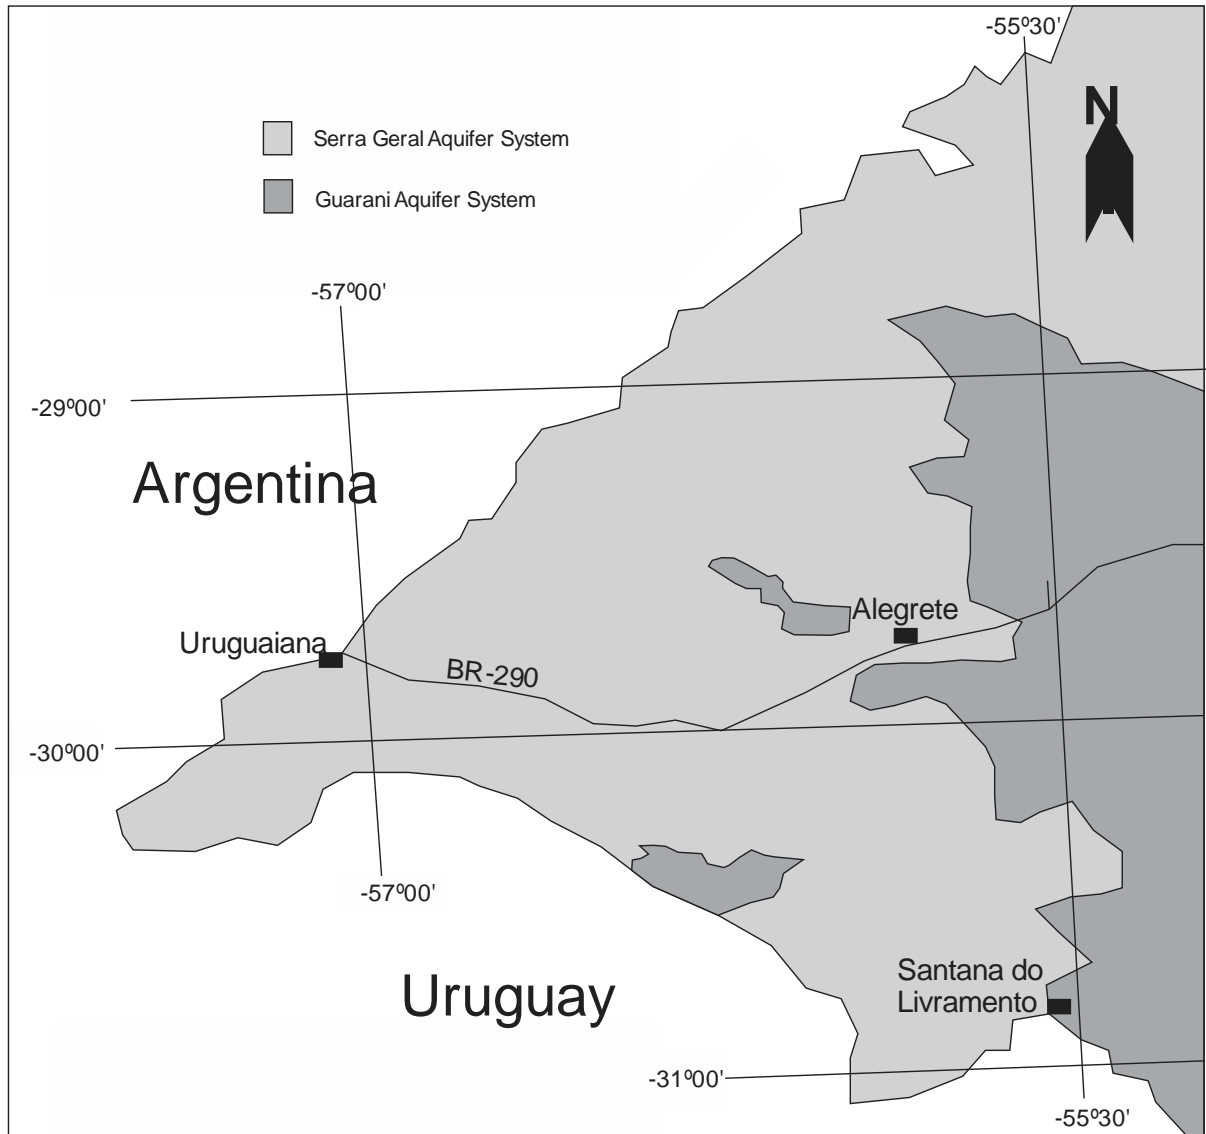 -55º30'
N
Serra Geral Aquifer System
Guarani Aquifer System
-57º00'
-29º00'
Argentina
Alegrete
Uruguaiana
BR-290
-30º00'
-57º00'
Santana do
Livramento
Uruguay
-31º00'
-55º30'